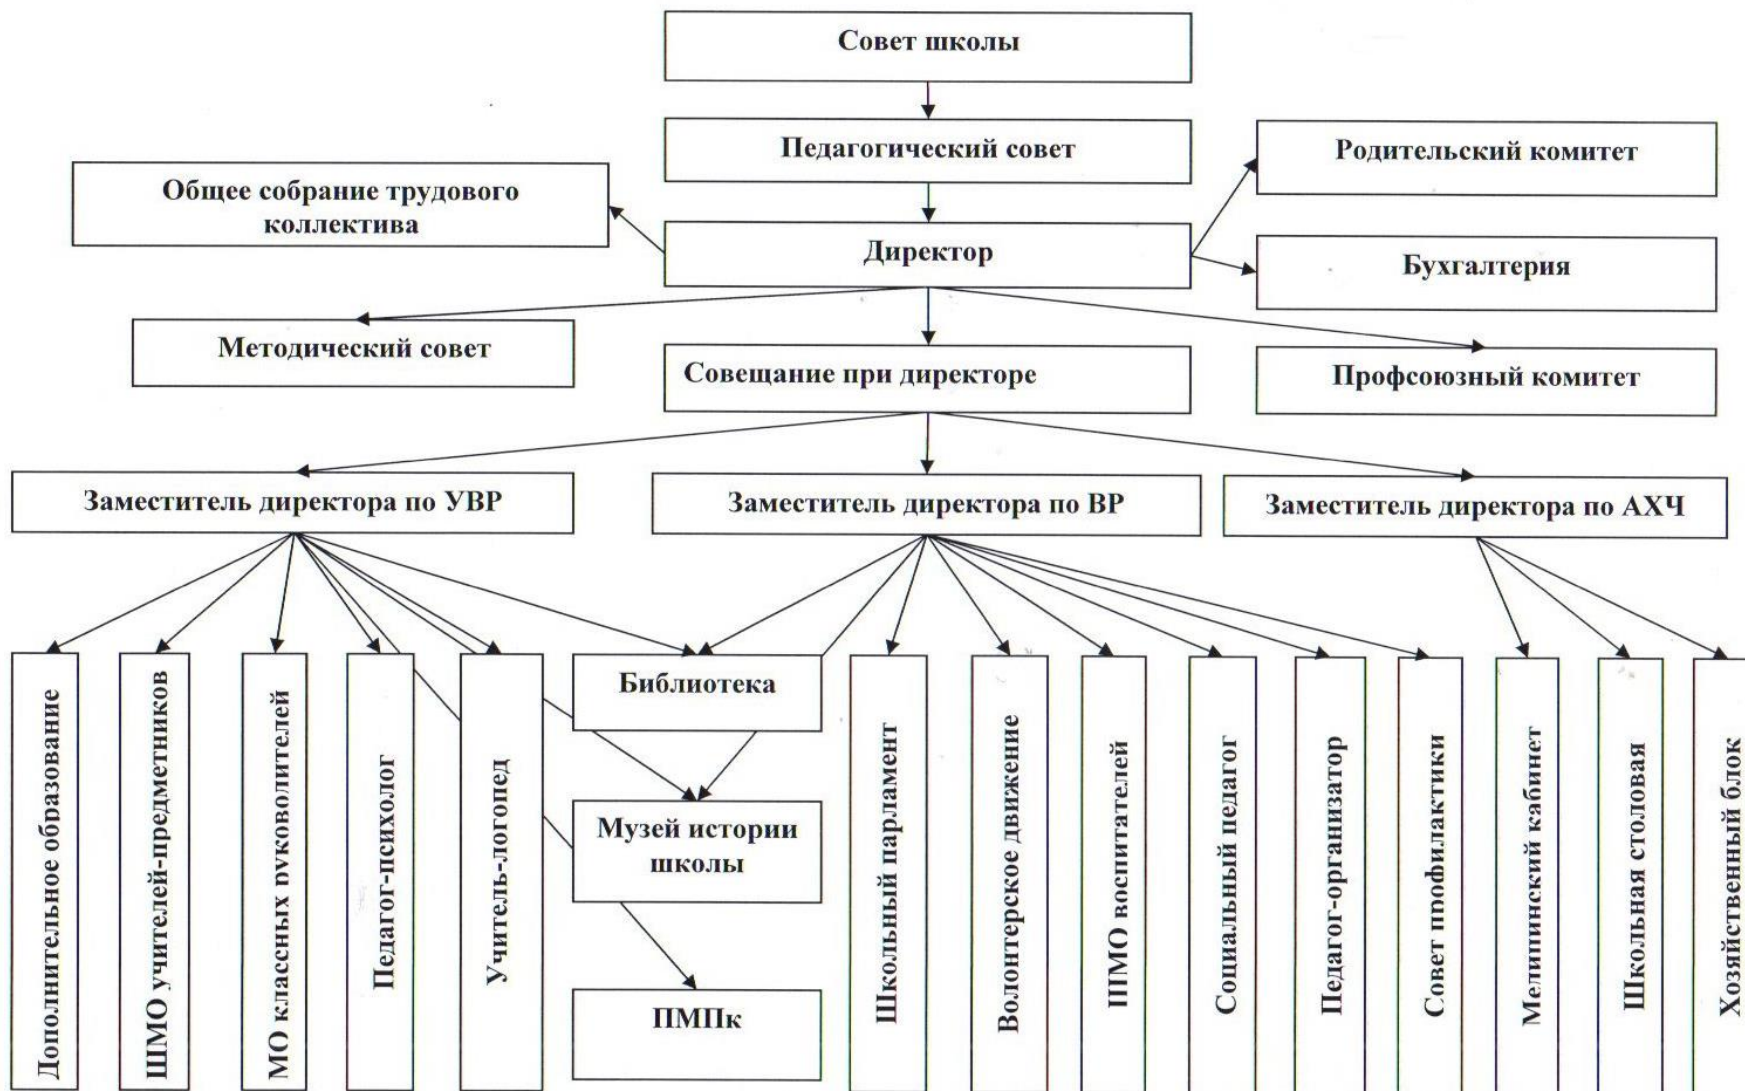 Совет школы
Педагогический совет
Родительский комитет
Общее собрание трудового
коллектива
Директор
Бухгалтерия
Методический совет
Совещание при директоре
Профсоюзный комитет
Заместитель директора по УВР
Заместитель директора по ВР
Заместитель директора по АХЧ
Дополнительное образование
ШМО учителей-предметников
МО классных руководителей
Педагог-психолог
Учитель-логопед
Библиотека
Музей истории
школы
ПМПк
Школьный парламент
Волонтерское движение
ШМО воспитателей
Социальный педагог
Педагог-организатор
Совет профилактики
Медицинский кабинет
Школьная столовая
Хозяйственный блок